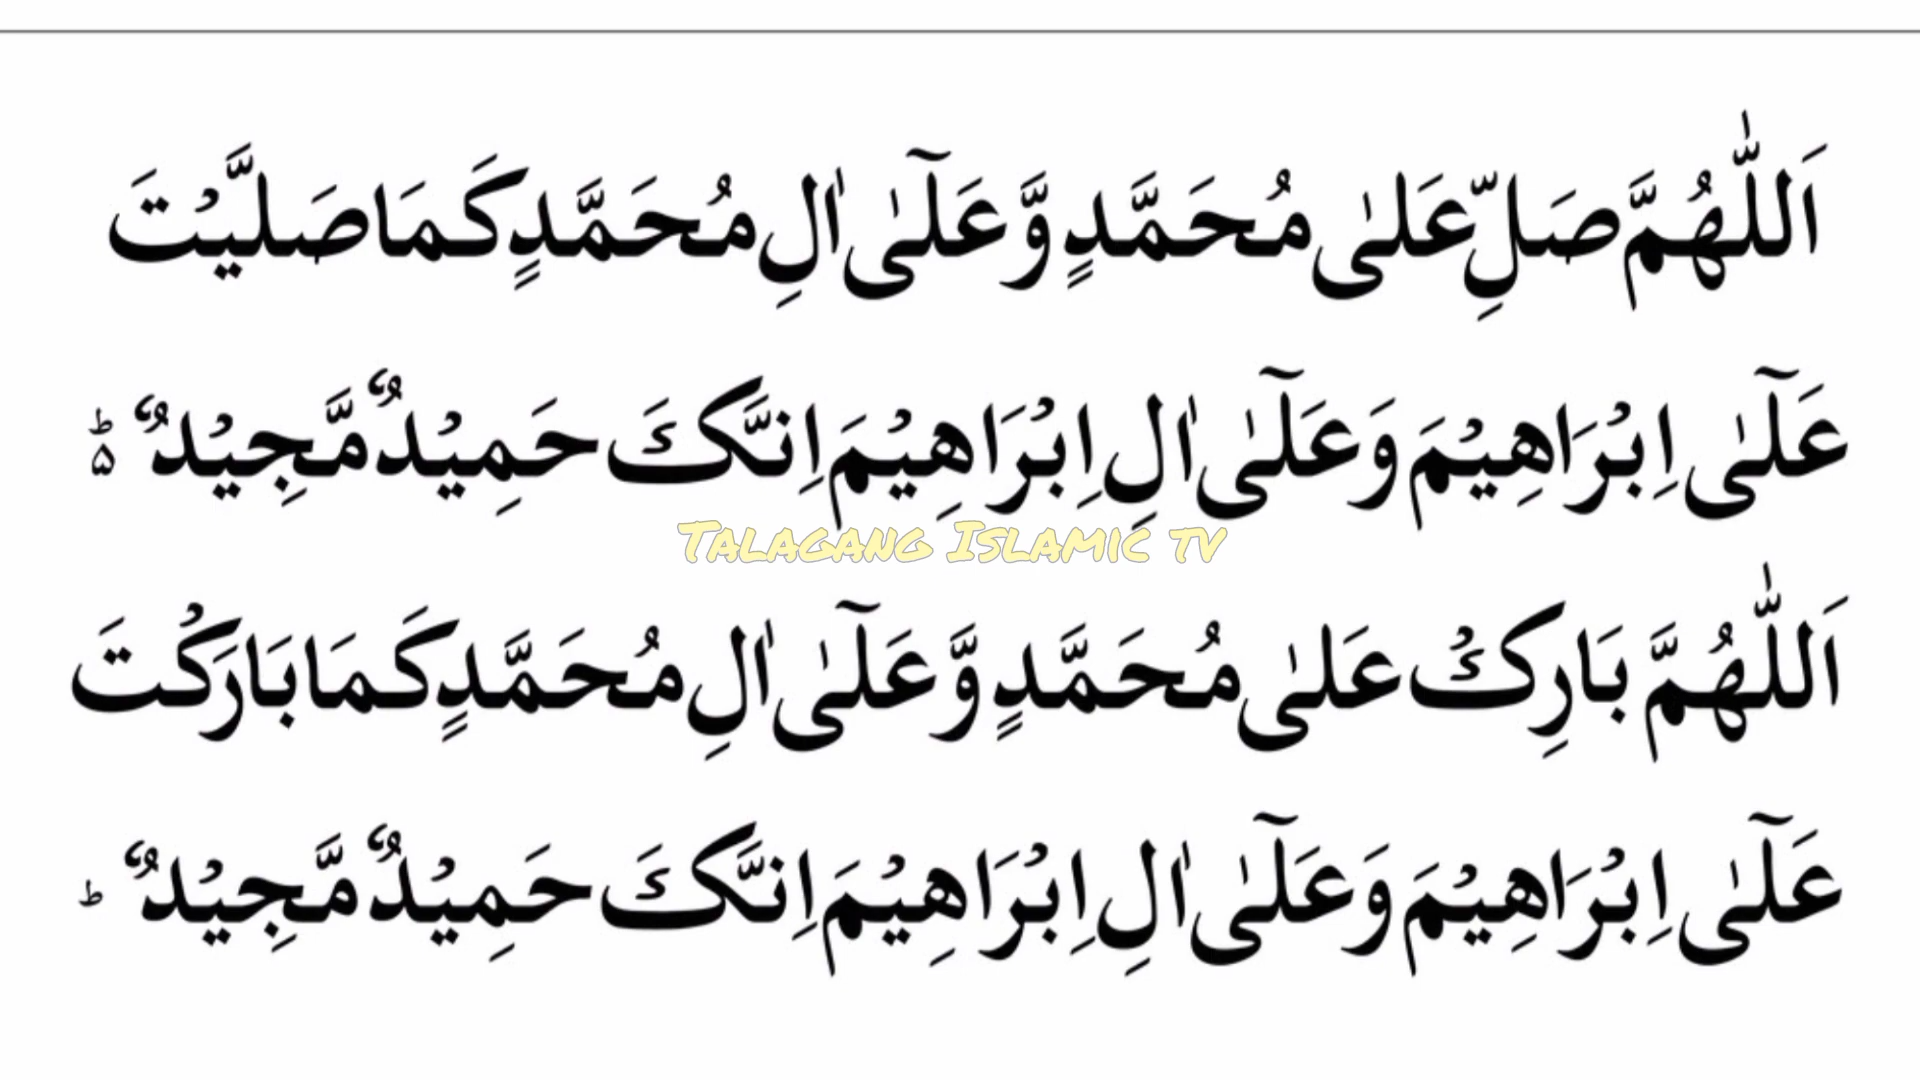 اَللّٰهُمَّ صَلِّ عَلٰى مُحَمَّدٍ وَّعَلٰٓى اٰلِ مُحَمَّدٍ كَمَا صَلَّيْتَ
عَلٰٓى اِبْرَاهِيْمَ وَعَلٰٓى اٰلِ اِبْرَاهِيْمَ اِنَّكَ حَمِيْدٌ مَّجِيْدٌ ؕ۵
Talagang Islamic tv
اَللّٰهُمَّ بَارِكْ عَلٰى مُحَمَّدٍ وَّعَلٰٓى اٰلِ مُحَمَّدٍ كَمَا بَارَكْتَ
عَلٰٓى اِبْرَاهِيْمَ وَعَلٰٓى اٰلِ اِبْرَاهِيْمَ اِنَّكَ حَمِيْدٌ مَّجِيْدٌ ؕ